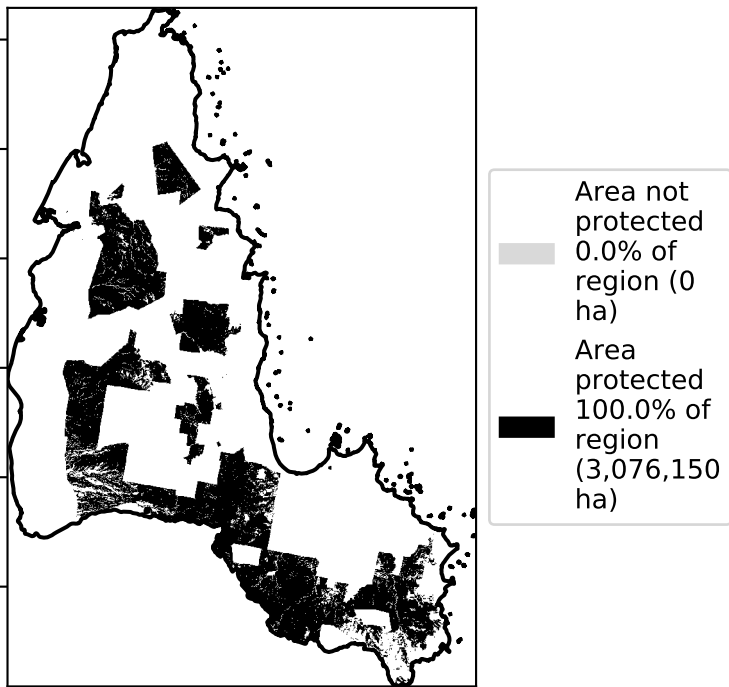 Area not
protected
0.0% of
region (0
ha)
Area
protected
100.0% of
region
(3,076,150
ha)